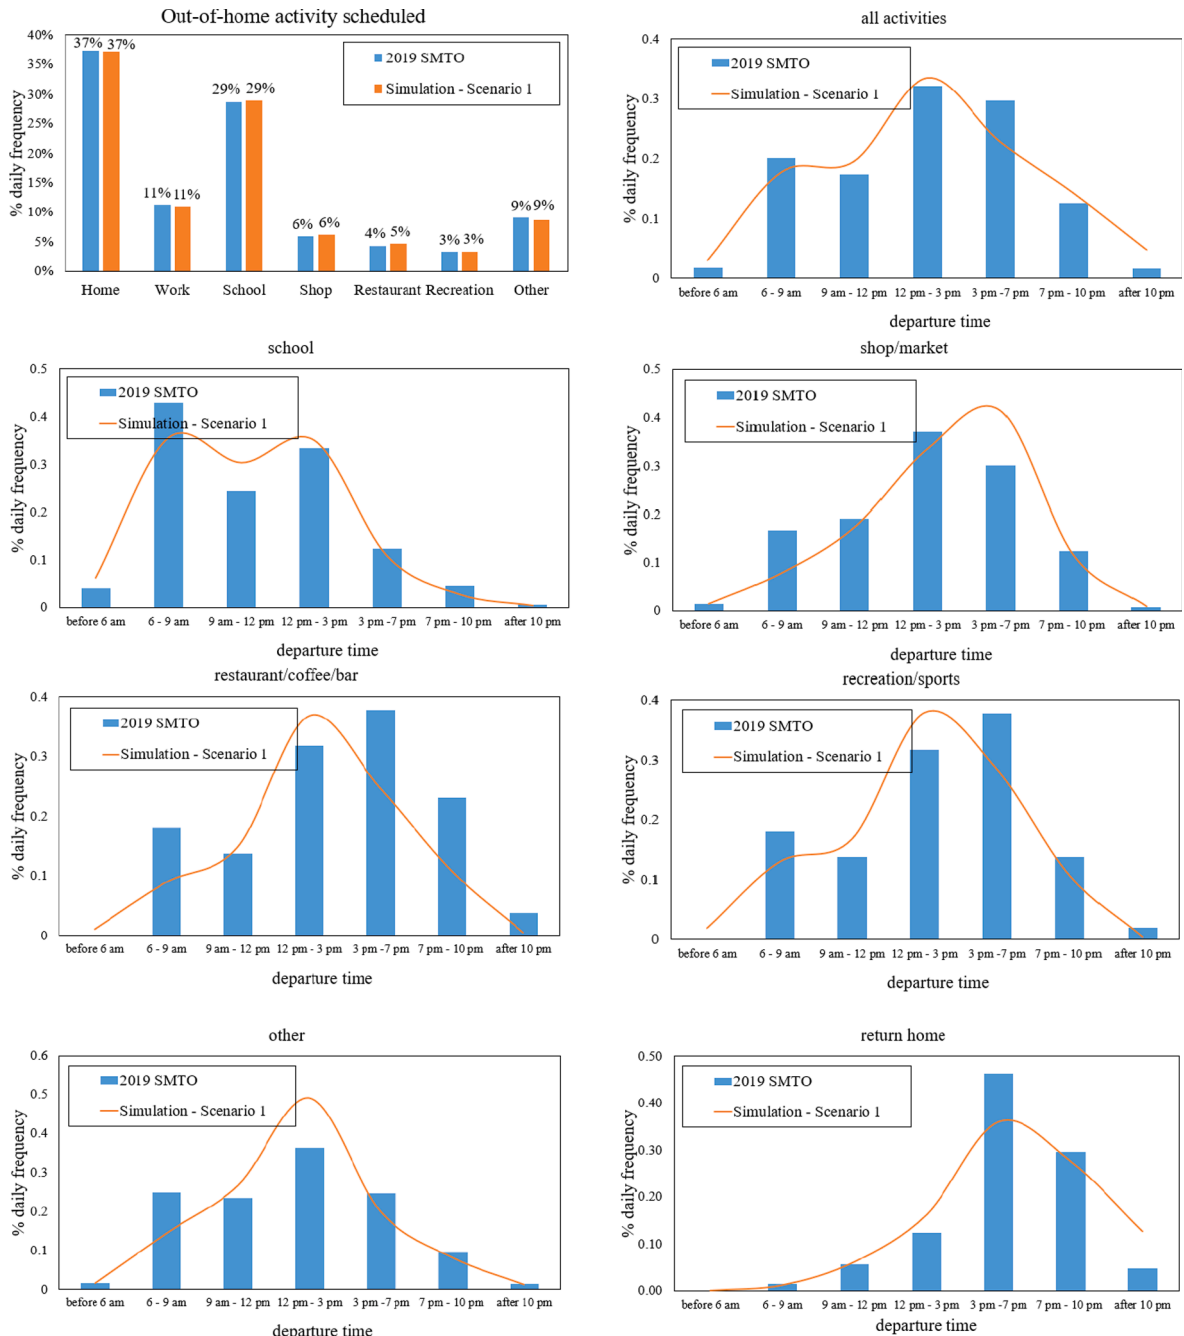 Out-of-home activity scheduled
% daily frequency
40%
35%
30%
25%
20%
15%
10%
5%
0%
37% 37%
11% 11%
29% 29%
6% 6%
4% 5%
3% 3%
9% 9%
2019 SMTO
Simulation - Scenario 1
Home Work School Shop Restaurant Recreation Other
all activities
% daily frequency
0.4
0.3
0.2
0.1
0
2019 SMTO
Simulation - Scenario 1
before 6 am 6 - 9 am 9 am - 12 pm 12 pm - 3 pm 3 pm -7 pm 7 pm - 10 pm after 10 pm
departure time
school
% daily frequency
0.5
0.4
0.3
0.2
0.1
0
2019 SMTO
Simulation - Scenario 1
before 6 am 6 - 9 am 9 am - 12 pm 12 pm - 3 pm 3 pm -7 pm 7 pm - 10 pm after 10 pm
departure time
shop/market
% daily frequency
0.5
0.4
0.3
0.2
0.1
0
2019 SMTO
Simulation - Scenario 1
before 6 am 6 - 9 am 9 am - 12 pm 12 pm - 3 pm 3 pm -7 pm 7 pm - 10 pm after 10 pm
departure time
restaurant/coffee/bar
% daily frequency
0.4
0.3
0.2
0.1
0
2019 SMTO
Simulation - Scenario 1
before 6 am 6 - 9 am 9 am - 12 pm 12 pm - 3 pm 3 pm -7 pm 7 pm - 10 pm after 10 pm
departure time
recreation/sports
% daily frequency
0.4
0.3
0.2
0.1
0
2019 SMTO
Simulation - Scenario 1
before 6 am 6 - 9 am 9 am - 12 pm 12 pm - 3 pm 3 pm -7 pm 7 pm - 10 pm after 10 pm
departure time
other
% daily frequency
0.6
0.5
0.4
0.3
0.2
0.1
0
2019 SMTO
Simulation - Scenario 1
before 6 am 6 - 9 am 9 am - 12 pm 12 pm - 3 pm 3 pm -7 pm 7 pm - 10 pm after 10 pm
departure time
return home
% daily frequency
0.50
0.40
0.30
0.20
0.10
0.00
2019 SMTO
Simulation - Scenario 1
before 6 am 6 - 9 am 9 am - 12 pm 12 pm - 3 pm 3 pm -7 pm 7 pm - 10 pm after 10 pm
departure time